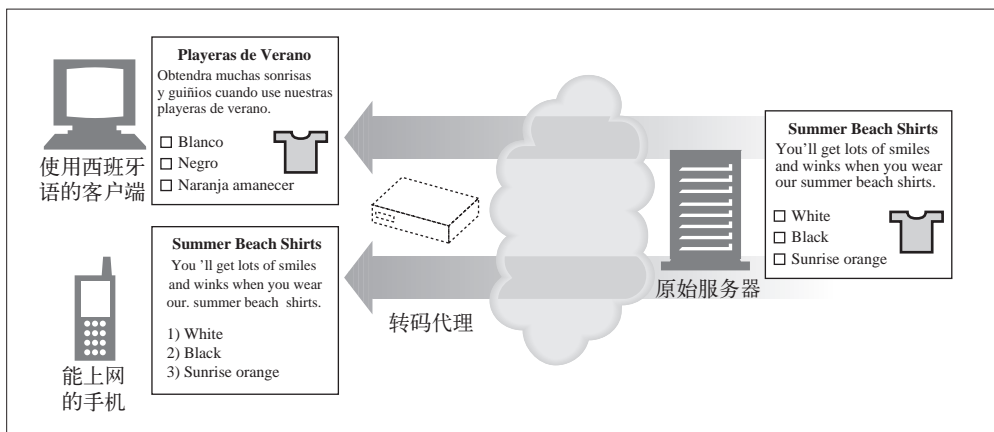 Playeras de Verano
Obtendra muchas sonrisas
y guiñios cuando use nuestras
playeras de verano.
□ Blanco
□ Negro
□ Naranja amanecer
使用西班牙
语的客户端
Summer Beach Shirts
You 'll get lots of smiles
and winks when you wear
our. summer beach shirts.
1) White
2) Black
3) Sunrise orange
能上网
的手机
转码代理
原始服务器
Summer Beach Shirts
You'll get lots of smiles
and winks when you wear
our summer beach shirts.
□ White
□ Black
□ Sunrise orange